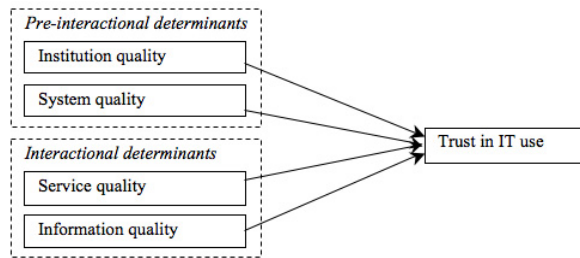 Pre-interactional determinants
Institution quality
System quality
Trust in IT use
Interactional determinants
Service quality
Information quality